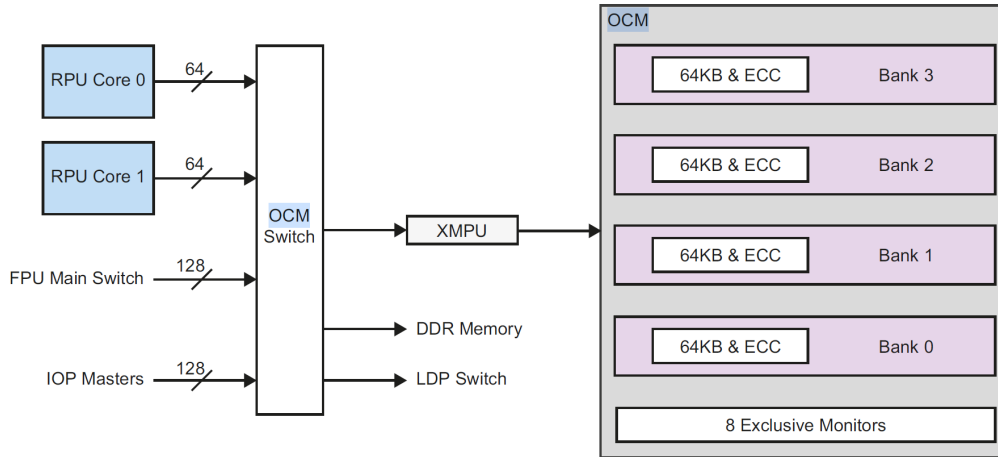 OCM
RPU Core 0
64
64KB & ECC
Bank 3
RPU Core 1
64
64KB & ECC
Bank 2
OCM
Switch
XMPU
64KB & ECC
Bank 1
FPU Main Switch
128
DDR Memory
64KB & ECC
Bank 0
IOP Masters
128
LDP Switch
8 Exclusive Monitors